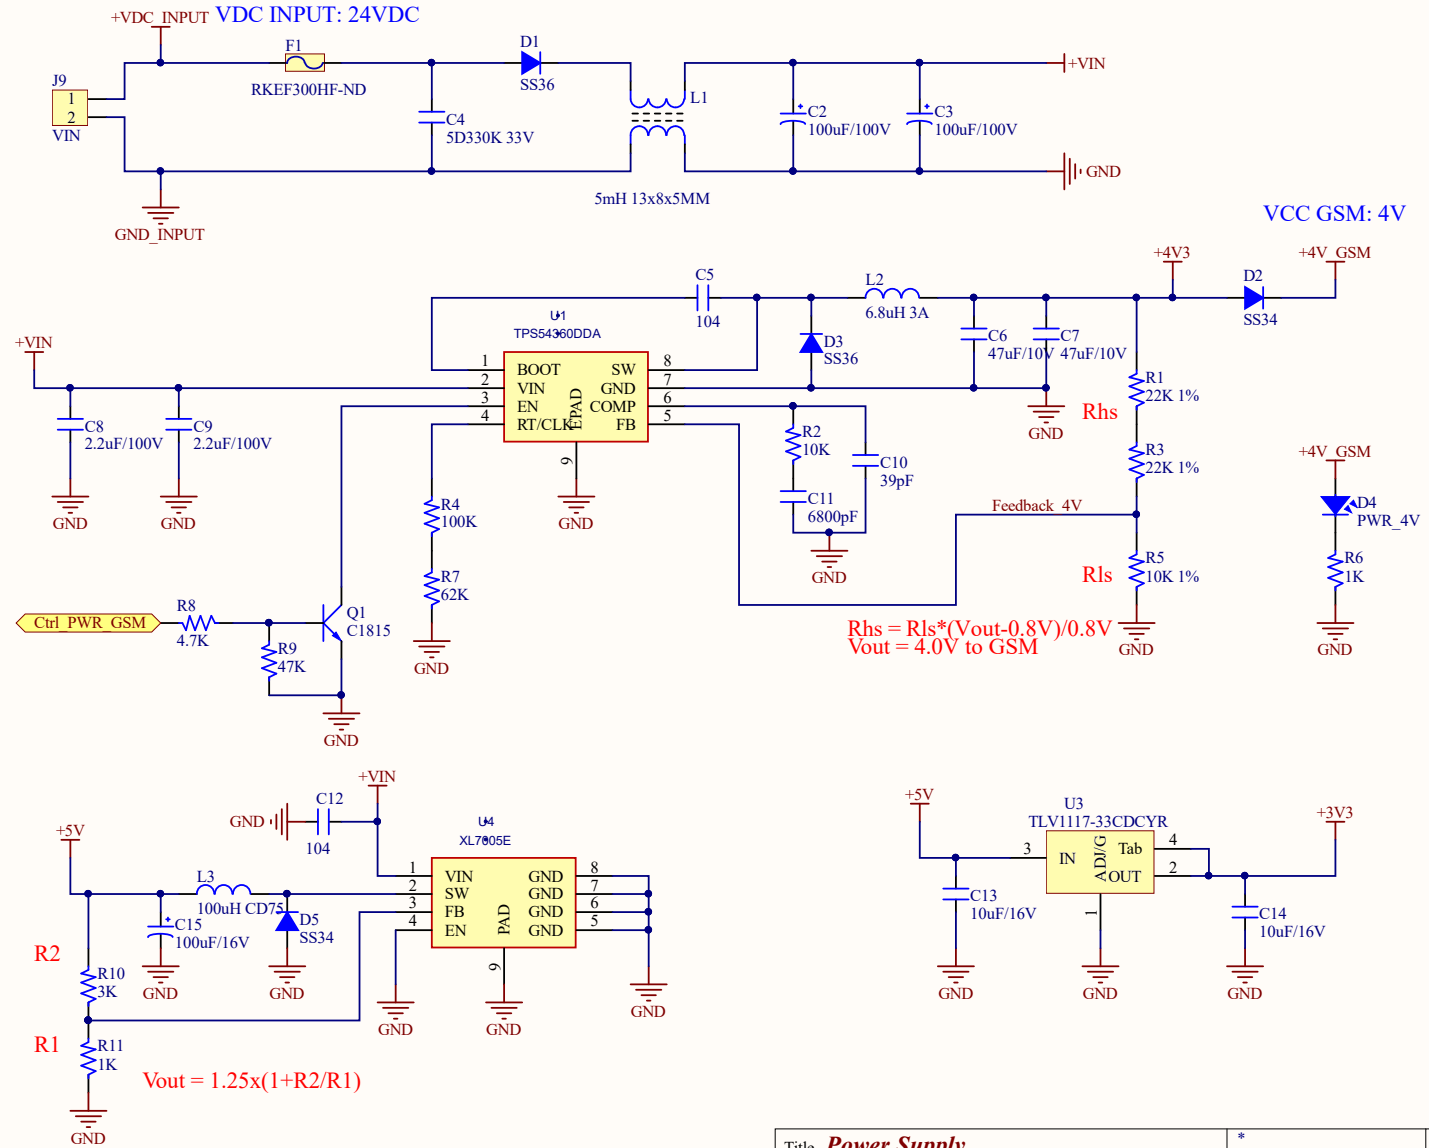 +VDC_INPUT VDC INPUT: 24VDC
F1
RKEF300HF-ND
D1
SS36
J9
1
2
VIN
C4
5D330K 33V
L1
5mH 13x8x5MM
C2
100uF/100V
C3
100uF/100V
+VIN
GND
GND_INPUT
VCC GSM: 4V
+4V3
+4V_GSM
D2
SS34
C5
104
L2
6.8uH 3A
U1
TPS54360DDA
D3
SS36
C6
47uF/10V
C7
47uF/10V
+VIN
1 BOOT SW 8
2 VIN GND 7
3 EN COMP 6
4 RT/CLK FB 5
EPAD
9
GND
C8
2.2uF/100V
GND
C9
2.2uF/100V
GND
GND
R2
10K
C10
39pF
C11
6800pF
GND
Rhs
R1
22K 1%
R3
22K 1%
Feedback_4V
Rls
R5
10K 1%
GND
+4V_GSM
D4
PWR_4V
R6
1K
GND
R4
100K
R7
62K
GND
Ctrl_PWR_GSM
R8
4.7K
R9
47K
Q1
C1815
GND
Rhs = Rls*(Vout-0.8V)/0.8V
Vout = 4.0V to GSM
+VIN
GND
C12
104
U4
XL7005E
+5V
L3
100uH CD75
C15
100uF/16V
GND
D5
SS34
GND
1 VIN GND 8
2 SW GND 7
3 FB GND 6
4 EN GND 5
PAD
9
GND
GND
GND
R2
R10
3K
R1
R11
1K
GND
Vout = 1.25x(1+R2/R1)
+5V
U3
TLV1117-33CDCYR
+3V3
3 IN
ADJ/G
Tab 4
OUT 2
1
C13
10uF/16V
GND
GND
C14
10uF/16V
GND
Title Power Supply
*